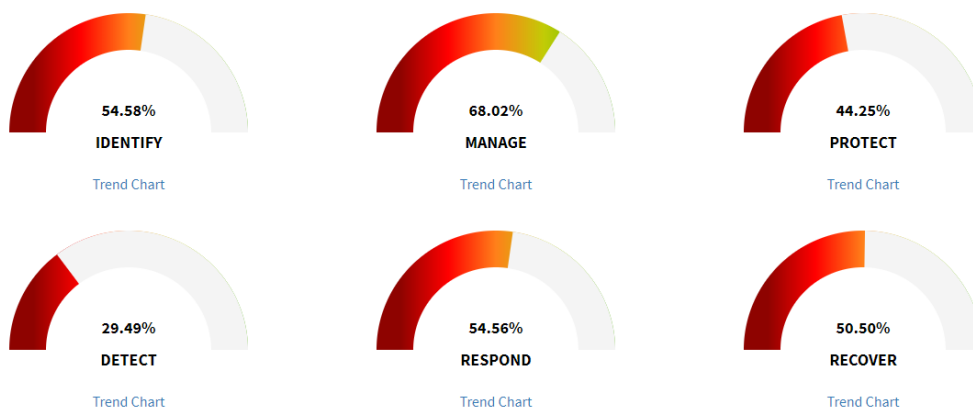 54.58%
IDENTIFY
Trend Chart
68.02%
MANAGE
Trend Chart
44.25%
PROTECT
Trend Chart
29.49%
DETECT
Trend Chart
54.56%
RESPOND
Trend Chart
50.50%
RECOVER
Trend Chart